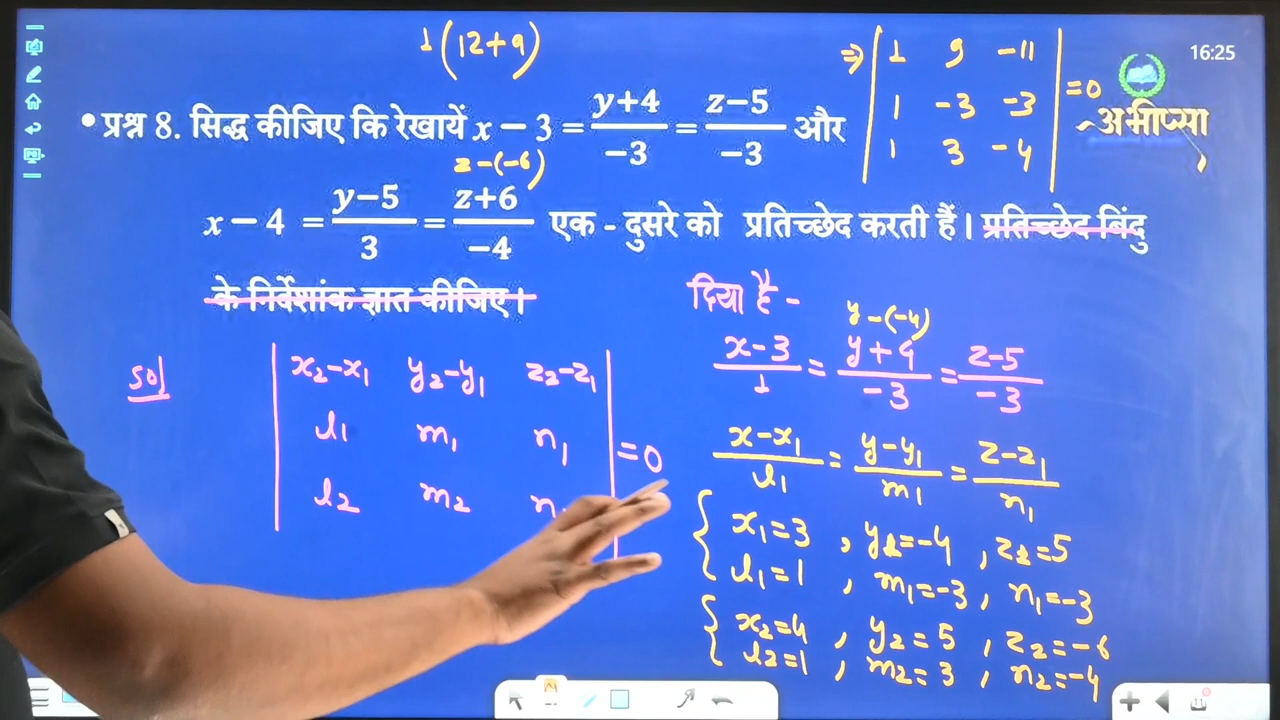 1(12+9)
16:25
• प्रश्न 8. सिद्ध कीजिए कि रेखायें x − 3 = (y+4)/(−3) = (z−5)/(−3) और
z-(-6)
x − 4 = (y−5)/3 = (z+6)/(−4) एक - दुसरे को प्रतिच्छेद करती हैं। प्रतिच्छेद बिंदु
के निर्देशांक ज्ञात कीजिए।
⇒ | 1 9 -11 |
| 1 -3 -3 | = 0
| 1 3 -4 |
अभीप्सा
Sol
| x₂-x₁ y₂-y₁ z₂-z₁ |
| l₁ m₁ n₁ | = 0
| l₂ m₂ n
दिया है -
y-(-4)
(x-3)/1 = (y+4)/(-3) = (z-5)/(-3)
(x-x₁)/l₁ = (y-y₁)/m₁ = (z-z₁)/n₁
{ x₁=3 , y₁=-4 , z₁=5
l₁=1 , m₁=-3 , n₁=-3
{ x₂=4 , y₂=5 , z₂=-6
l₂=1 , m₂=3 , n₂=-4